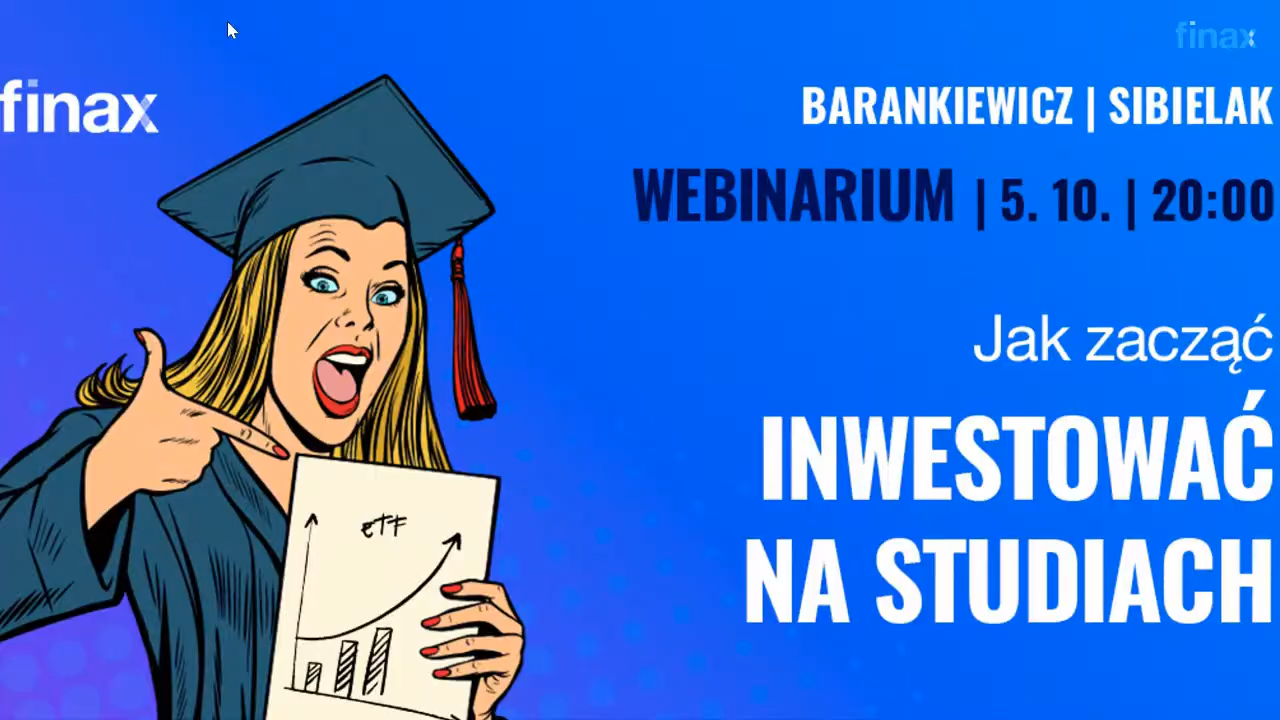 finax
finax
BARANKIEWICZ | SIBIELAK
WEBINARIUM | 5. 10. | 20:00
Jak zacząć
INWESTOWAĆ
NA STUDIACH
ETF